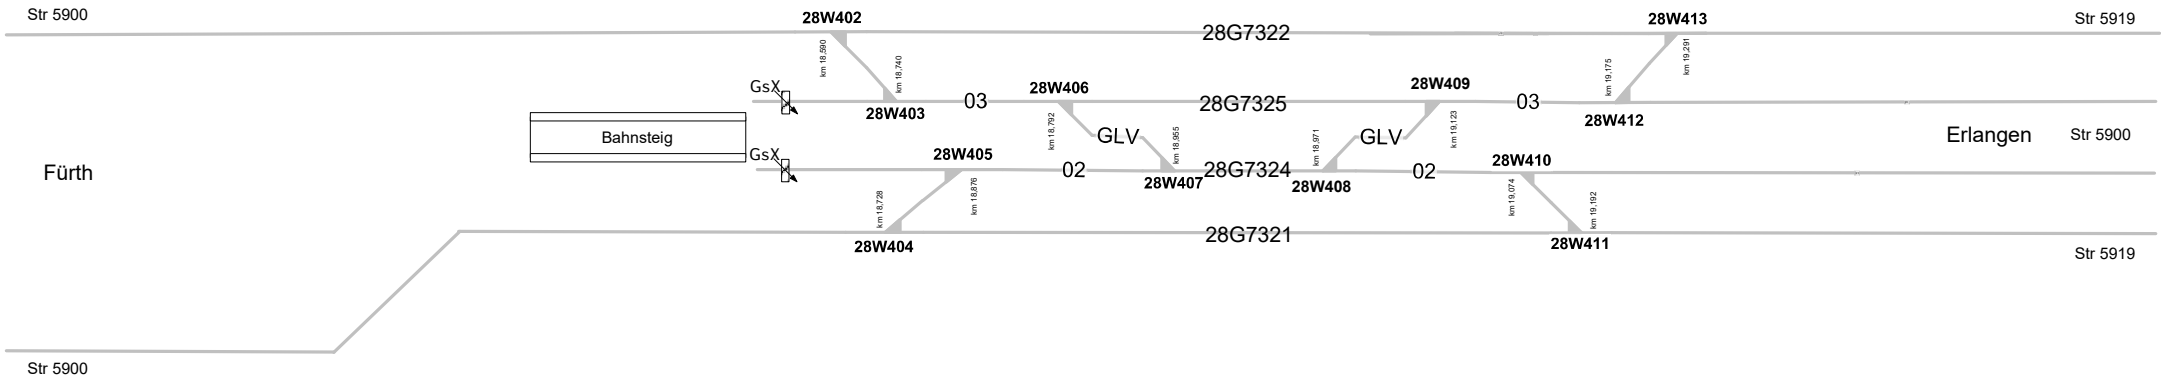 Str 5900
28W402
28W413
Str 5919
28G7322
km 18,590
km 18,740
km 19,175
km 19,291
GsX
28W403
03
28W406
28G7325
28W409
03
28W412
Bahnsteig
km 18,792
GLV
km 18,955
km 18,971
GLV
km 19,123
Erlangen
Str 5900
Fürth
GsX
28W405
02
28W407
28G7324
28W408
02
28W410
km 18,728
km 18,876
km 19,074
km 19,192
28W404
28G7321
28W411
Str 5919
Str 5900